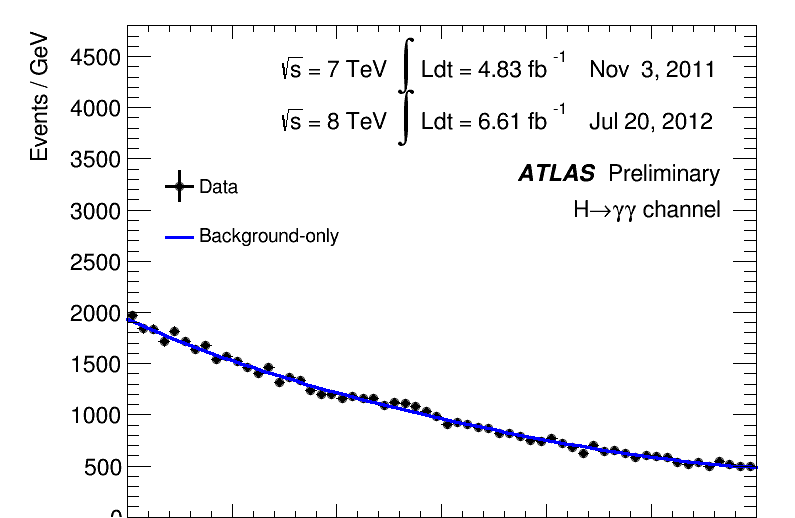 Events / GeV
4500
4000
3500
3000
2500
2000
1500
1000
500
0
√s = 7 TeV ∫ Ldt = 4.83 fb⁻¹ Nov 3, 2011
√s = 8 TeV ∫ Ldt = 6.61 fb⁻¹ Jul 20, 2012
ATLAS Preliminary
H→γγ channel
Data
Background-only